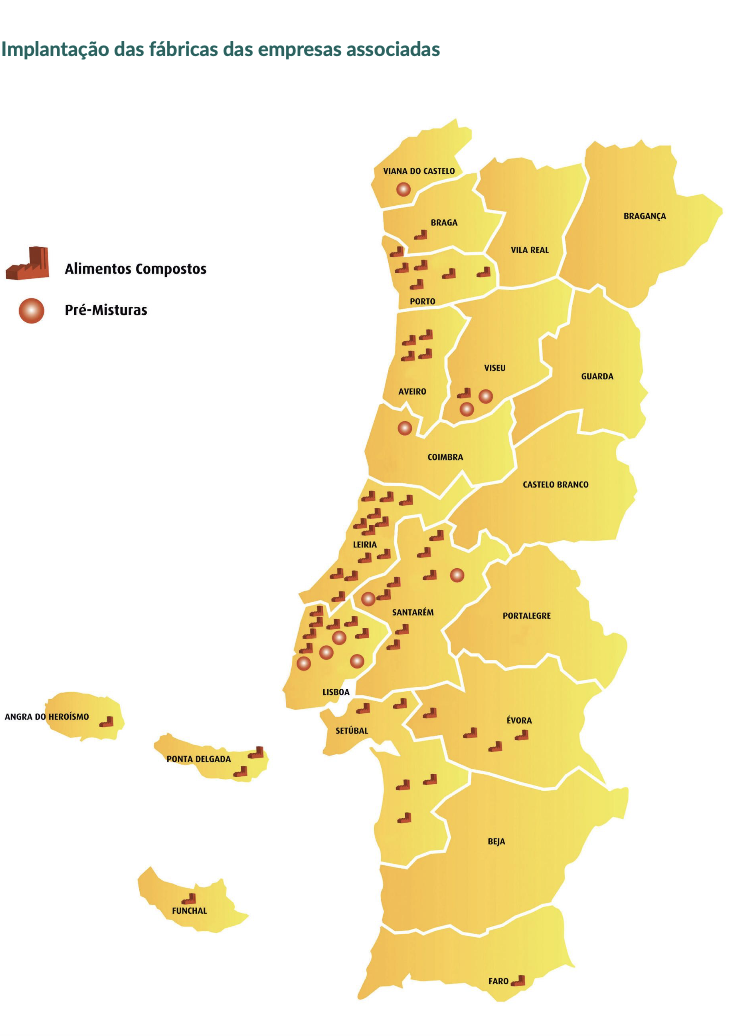 Implantação das fábricas das empresas associadas
VIANA DO CASTELO
BRAGA
BRAGANÇA
VILA REAL
Alimentos Compostos
PORTO
Pré-Misturas
VISEU
GUARDA
AVEIRO
COIMBRA
CASTELO BRANCO
LEIRIA
SANTARÉM
PORTALEGRE
LISBOA
ANGRA DO HEROÍSMO
ÉVORA
SETÚBAL
PONTA DELGADA
BEJA
FUNCHAL
FARO